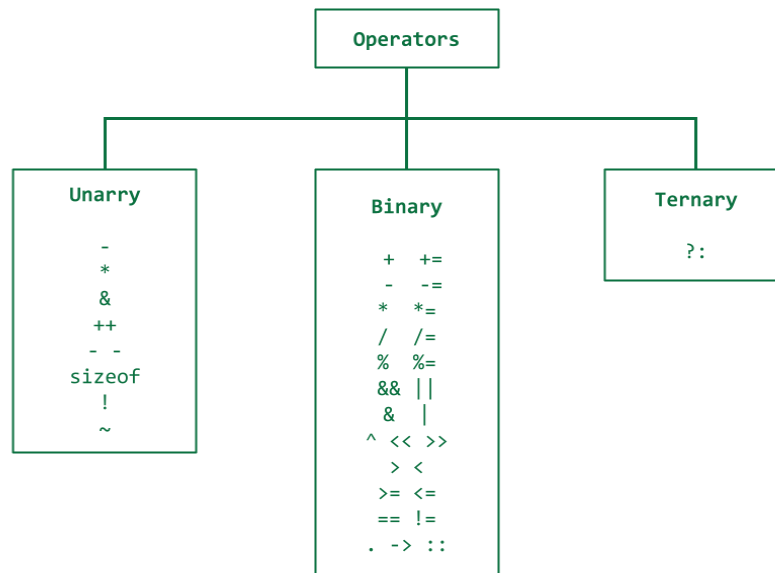 Operators
Unarry
-
*
&
++
- -
sizeof
!
~
Binary
+ +=
- -=
* *=
/ /=
% %=
&& ||
& |
^ << >>
> <
>= <=
== !=
. -> ::
Ternary
?: